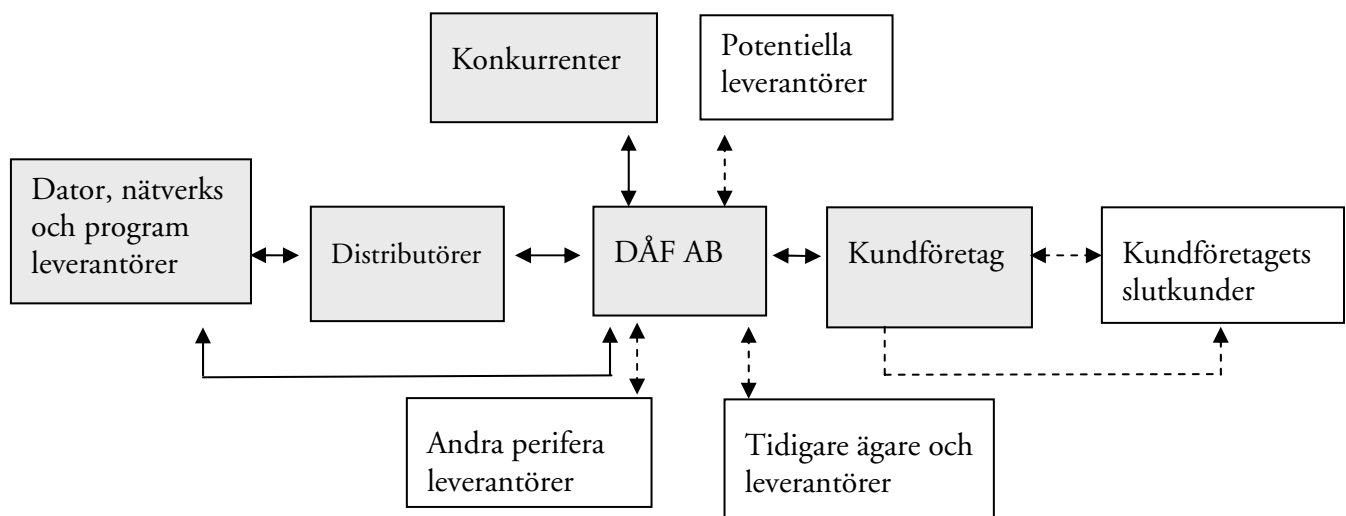 Konkurrenter
Potentiella
leverantörer
Dator, nätverks
och program
leverantörer
Distributörer
DÅF AB
Kundföretag
Kundföretagets
slutkunder
Andra perifera
leverantörer
Tidigare ägare och
leverantörer